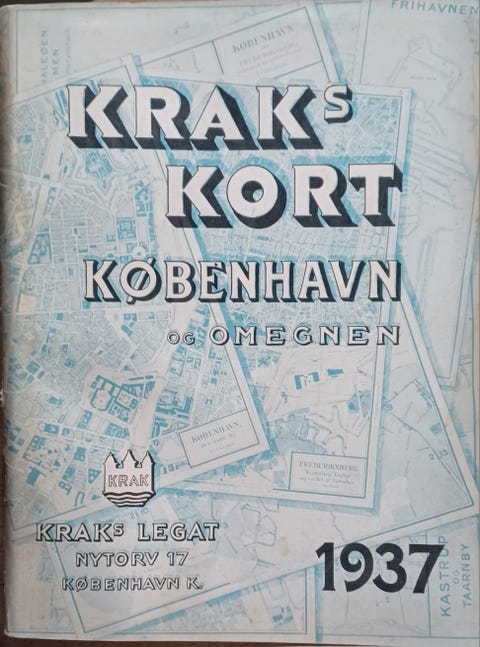 FRIHAVNEN
KØBENHAVN
FREDERIKSBERG
KRAKS
KORT
KØBENHAVN
OG OMEGNEN
KØBENHAVN,
FREDERIKSBERG
KRAK
KRAKS LEGAT
NYTORV 17
KØBENHAVN K.
1937
KASTRUP
OG
TAARNBY